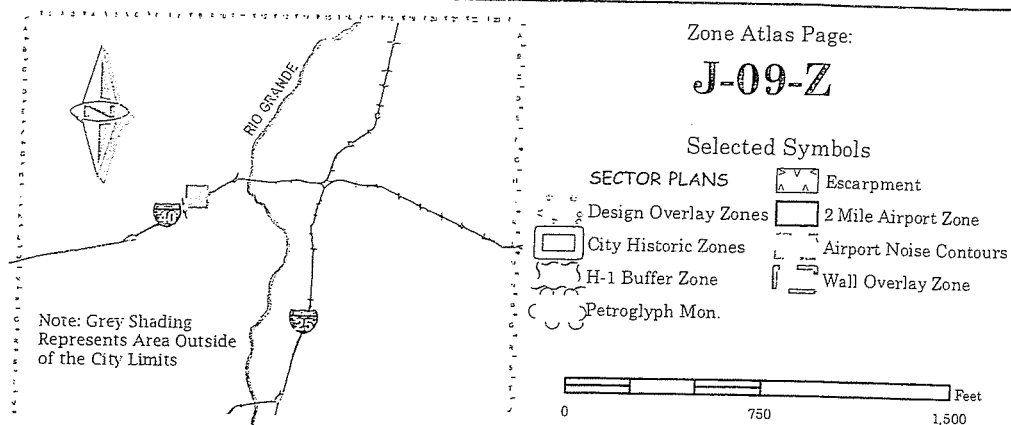 Zone Atlas Page:
J-09-Z
Selected Symbols
SECTOR PLANS
Design Overlay Zones
City Historic Zones
H-1 Buffer Zone
Petroglyph Mon.
Escarpment
2 Mile Airport Zone
Airport Noise Contours
Wall Overlay Zone
RIO GRANDE
40
25
Note: Grey Shading
Represents Area Outside
of the City Limits
Feet
0 750 1,500